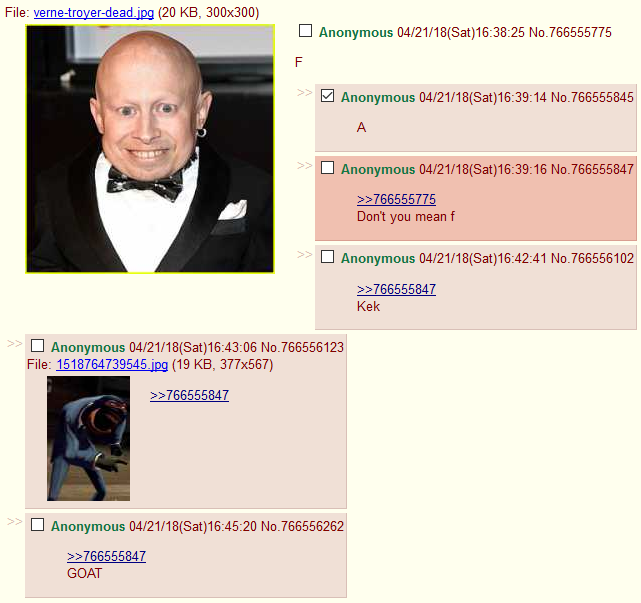 File: verne-troyer-dead.jpg (20 KB, 300x300)
Anonymous 04/21/18(Sat)16:38:25 No.766555775
F
>> Anonymous 04/21/18(Sat)16:39:14 No.766555845
A
>> Anonymous 04/21/18(Sat)16:39:16 No.766555847
>>766555775
Don't you mean f
>> Anonymous 04/21/18(Sat)16:42:41 No.766556102
>>766555847
Kek
>> Anonymous 04/21/18(Sat)16:43:06 No.766556123
File: 1518764739545.jpg (19 KB, 377x567)
>>766555847
>> Anonymous 04/21/18(Sat)16:45:20 No.766556262
>>766555847
GOAT